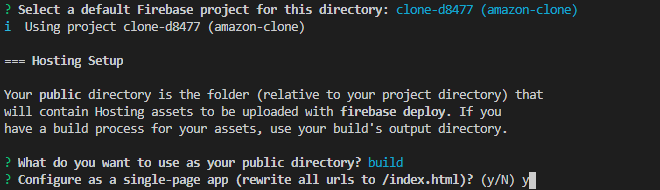 ? Select a default Firebase project for this directory: clone-d8477 (amazon-clone)
i  Using project clone-d8477 (amazon-clone)
=== Hosting Setup
Your public directory is the folder (relative to your project directory) that
will contain Hosting assets to be uploaded with firebase deploy. If you
have a build process for your assets, use your build's output directory.
? What do you want to use as your public directory? build
? Configure as a single-page app (rewrite all urls to /index.html)? (y/N) y